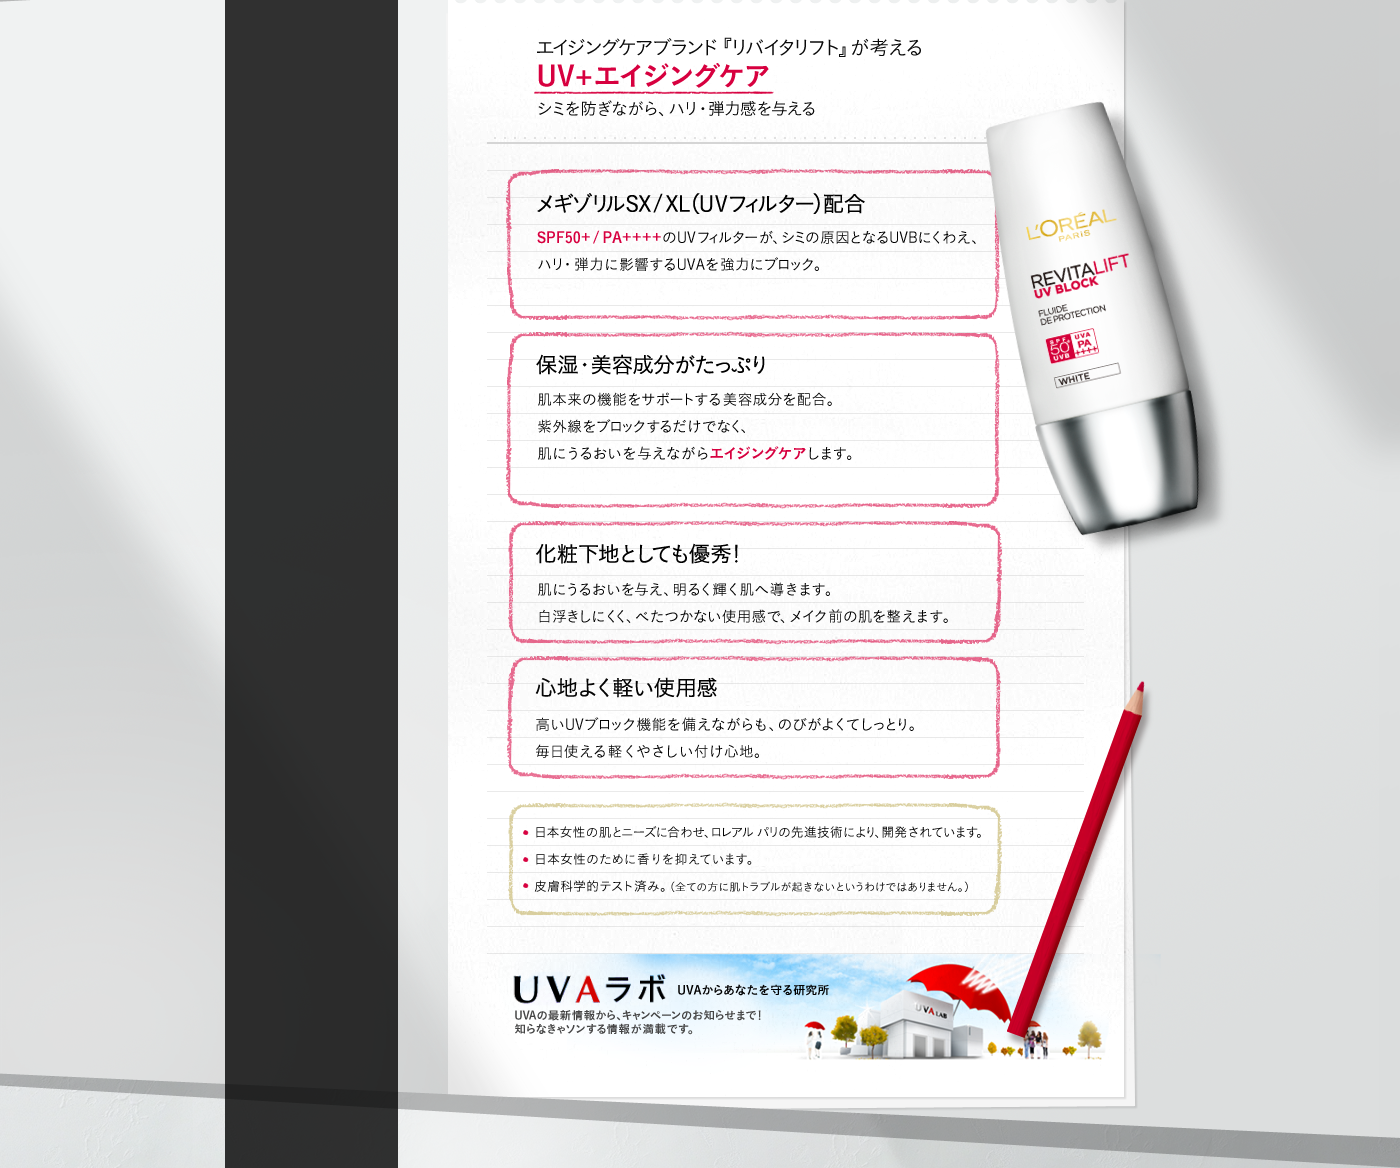 エイジングケアブランド『リバイタリフト』が考える
UV+エイジングケア
シミを防ぎながら、ハリ・弾力感を与える
メギゾリルSX/XL（UVフィルター）配合
SPF50+/PA++++のUVフィルターが、シミの原因となるUVBにくわえ、
ハリ・弾力に影響するUVAを強力にブロック。
保湿・美容成分がたっぷり
肌本来の機能をサポートする美容成分を配合。
紫外線をブロックするだけでなく、
肌にうるおいを与えながらエイジングケアします。
化粧下地としても優秀！
肌にうるおいを与え、明るく輝く肌へ導きます。
白浮きしにくく、べたつかない使用感で、メイク前の肌を整えます。
心地よく軽い使用感
高いUVブロック機能を備えながらも、のびがよくてしっとり。
毎日使える軽くやさしい付け心地。
• 日本女性の肌とニーズに合わせ、ロレアル パリの先進技術により、開発されています。
• 日本女性のために香りを抑えています。
• 皮膚科学的テスト済み。（全ての方に肌トラブルが起きないというわけではありません。）
UVAラボ UVAからあなたを守る研究所
UVAの最新情報から、キャンペーンのお知らせまで！
知らなきゃソンする情報が満載です。
UVA LAB
L'ORÉAL
PARIS
REVITALIFT
UV BLOCK
FLUIDE
DE PROTECTION
SPF 50+ UVB
UVA PA ++++
WHITE